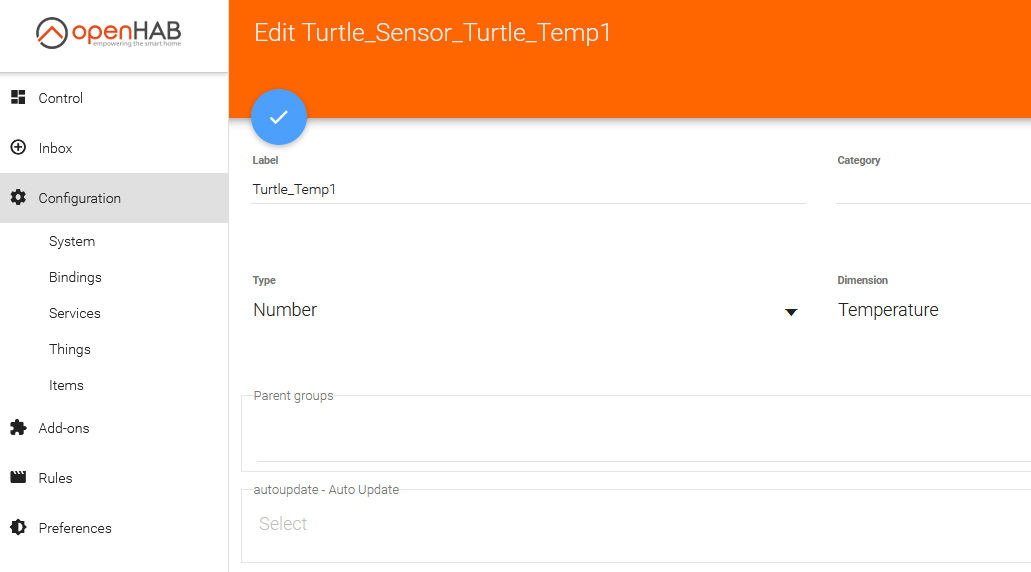 openHAB
empowering the smart home
Edit Turtle_Sensor_Turtle_Temp1
Control
Inbox
Configuration
System
Bindings
Services
Things
Items
Add-ons
Rules
Preferences
Label
Turtle_Temp1
Category
Type
Number
Dimension
Temperature
Parent groups
autoupdate - Auto Update
Select